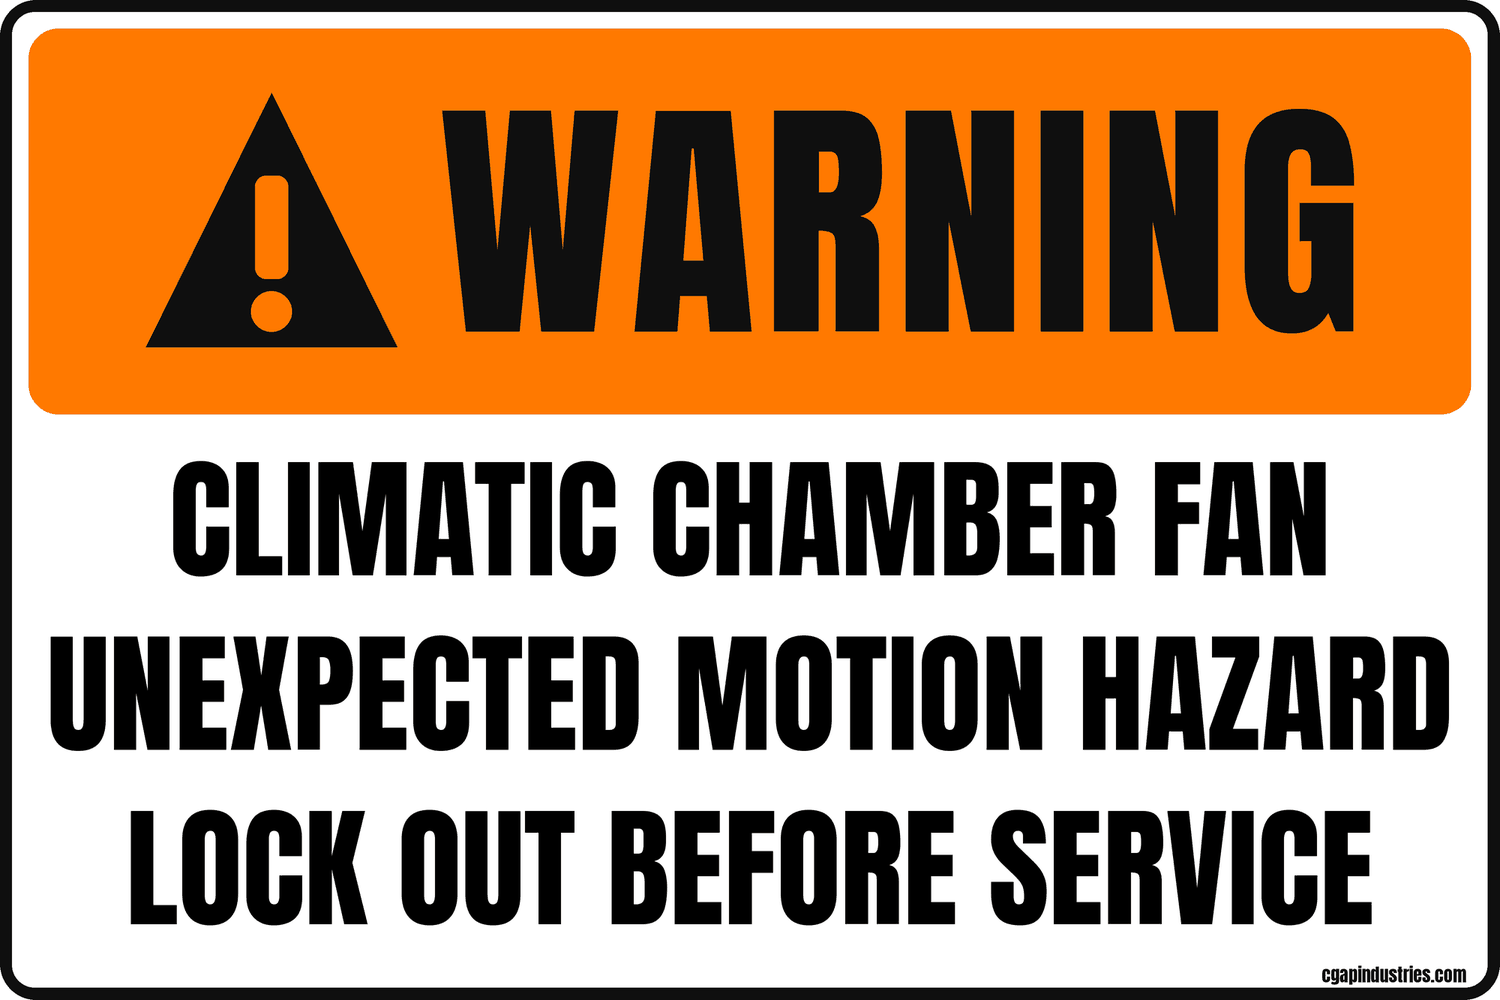 WARNING
CLIMATIC CHAMBER FAN
UNEXPECTED MOTION HAZARD
LOCK OUT BEFORE SERVICE
cgapindustries.com